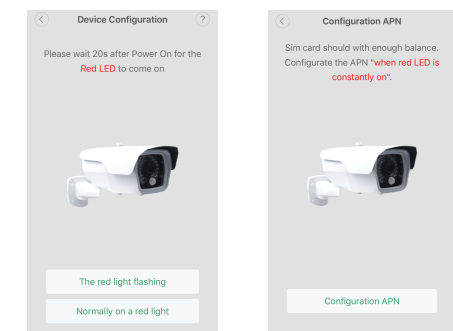 Device Configuration
?
Please wait 20s after Power On for the
Red LED to come on
The red light flashing
Normally on a red light
Configuration APN
Sim card should with enough balance.
Configurate the APN "when red LED is
constantly on".
Configuration APN